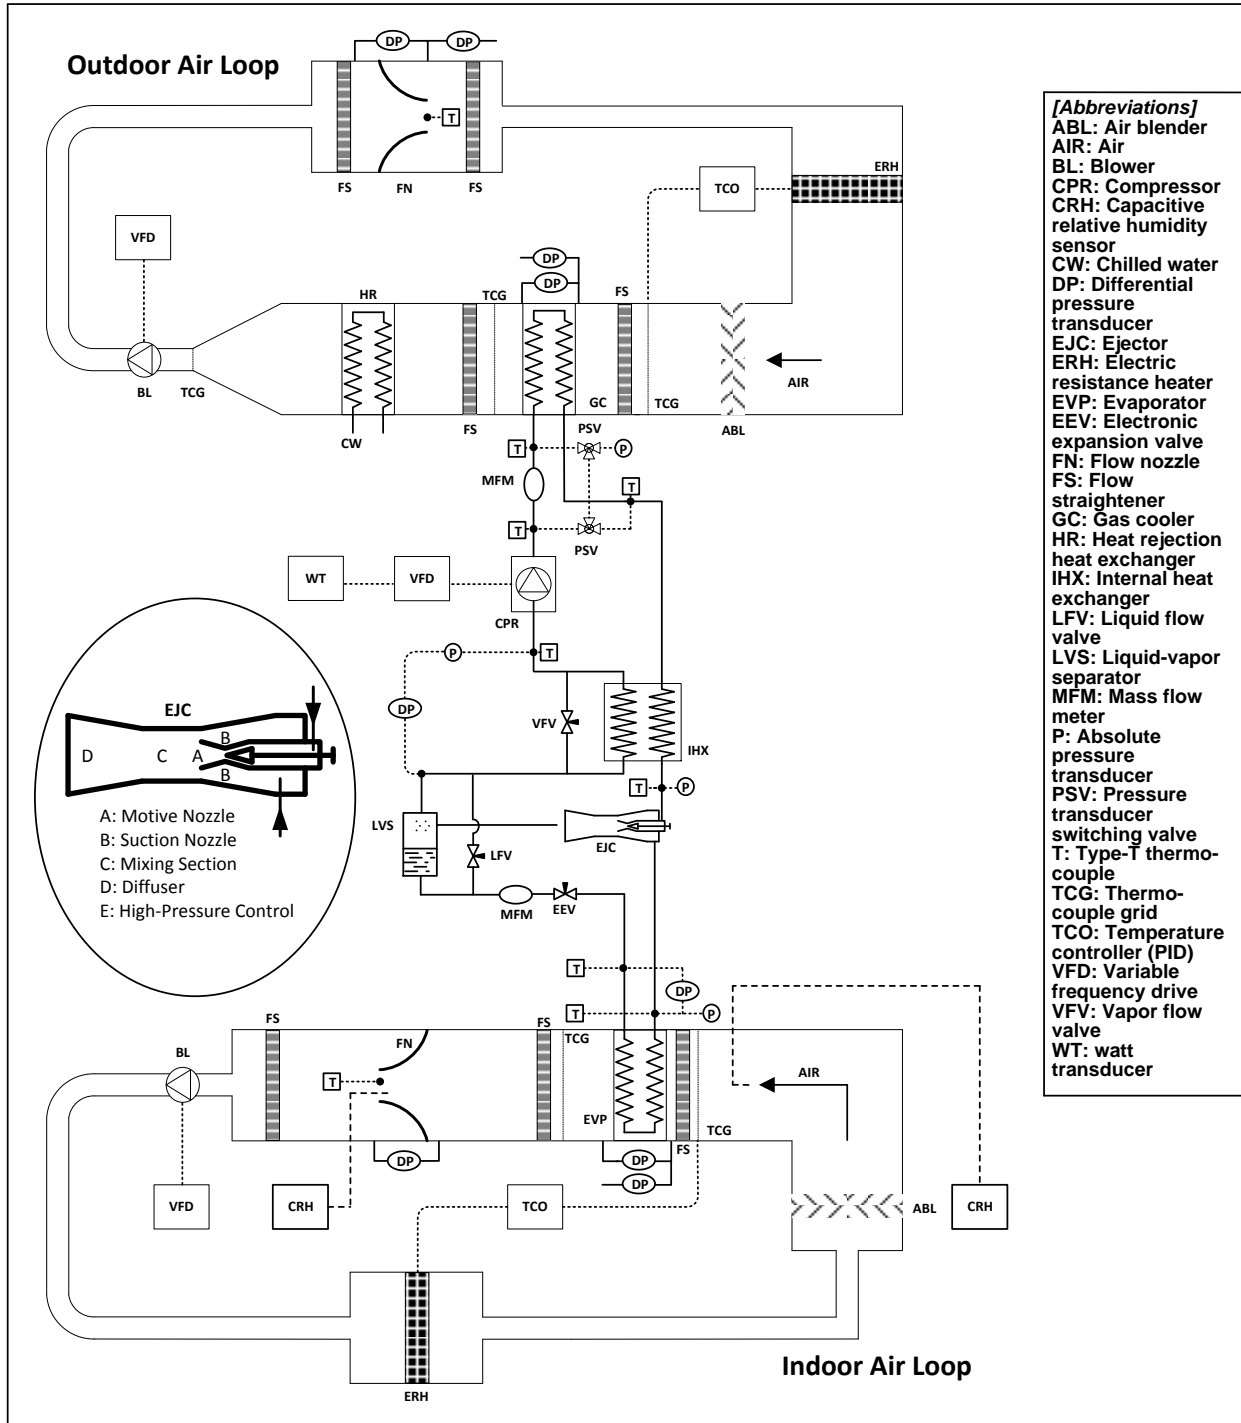 Outdoor Air Loop
DP
DP
T
FS
FN
FS
ERH
TCO
VFD
DP
DP
HR
TCG
FS
BL
TCG
AIR
GC
TCG
ABL
CW
FS
PSV
T
P
MFM
T
T
PSV
WT
VFD
CPR
P
T
DP
VFV
IHX
T
P
LVS
EJC
LFV
MFM
EEV
EJC
B
D
C
A
B
A: Motive Nozzle
B: Suction Nozzle
C: Mixing Section
D: Diffuser
E: High-Pressure Control
T
DP
T
P
FS
FN
FS
TCG
BL
T
AIR
EVP
TCG
FS
DP
DP
DP
VFD
CRH
TCO
ABL
CRH
ERH
Indoor Air Loop
[Abbreviations]
ABL: Air blender
AIR: Air
BL: Blower
CPR: Compressor
CRH: Capacitive
relative humidity
sensor
CW: Chilled water
DP: Differential
pressure
transducer
EJC: Ejector
ERH: Electric
resistance heater
EVP: Evaporator
EEV: Electronic
expansion valve
FN: Flow nozzle
FS: Flow
straightener
GC: Gas cooler
HR: Heat rejection
heat exchanger
IHX: Internal heat
exchanger
LFV: Liquid flow
valve
LVS: Liquid-vapor
separator
MFM: Mass flow
meter
P: Absolute
pressure
transducer
PSV: Pressure
transducer
switching valve
T: Type-T thermo-
couple
TCG: Thermo-
couple grid
TCO: Temperature
controller (PID)
VFD: Variable
frequency drive
VFV: Vapor flow
valve
WT: watt
transducer